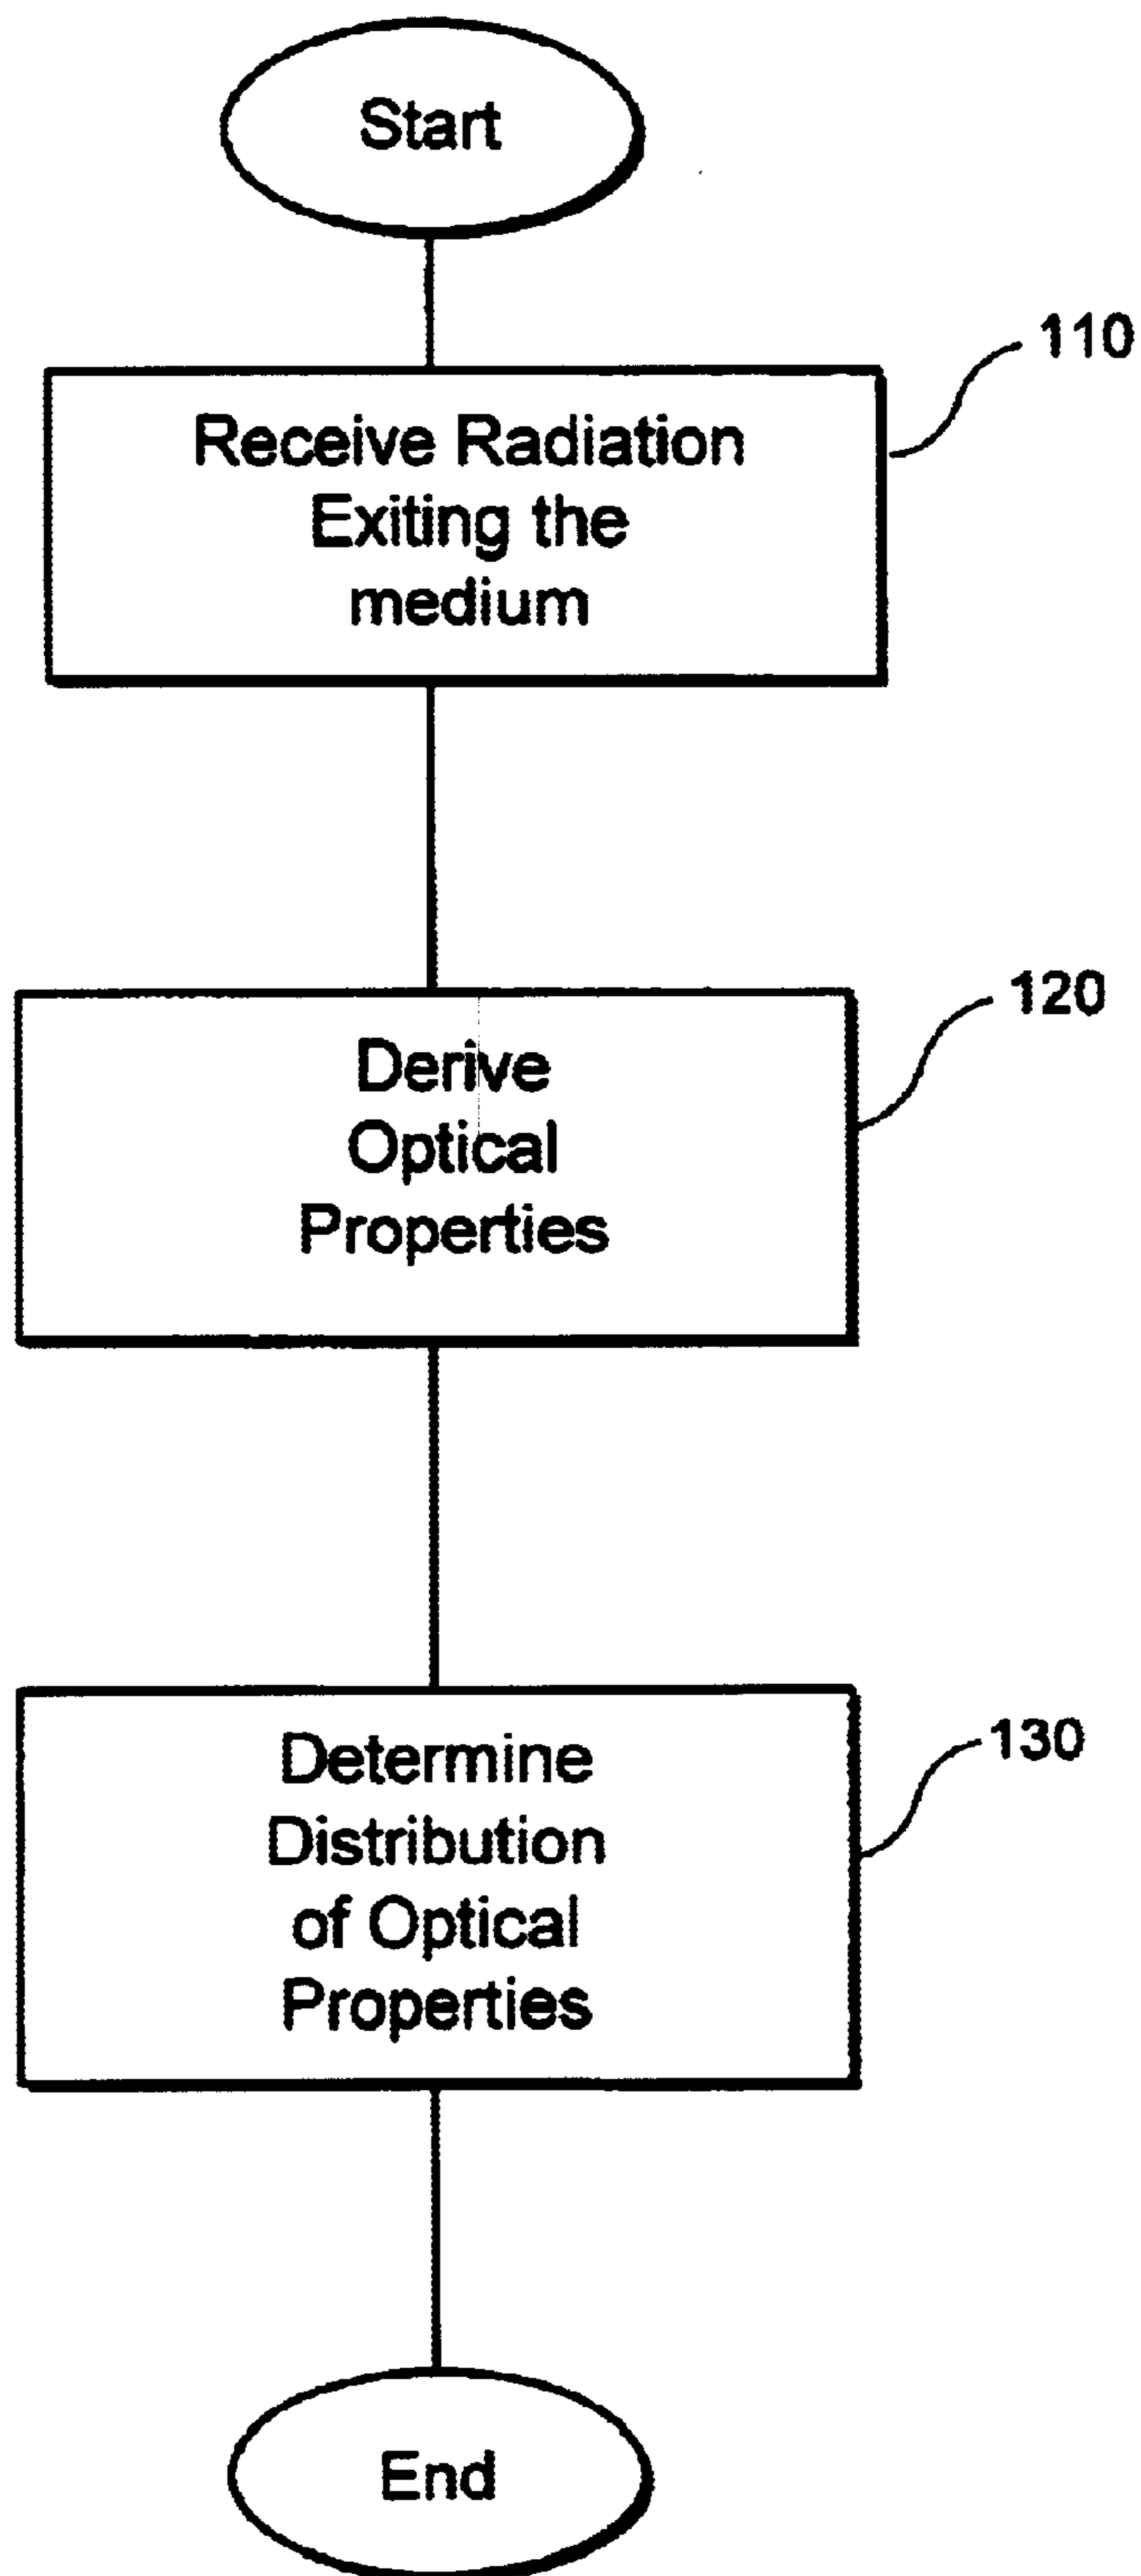 Start
110
Receive Radiation
Exiting the
medium
120
Derive
Optical
Properties
130
Determine
Distribution
of Optical
Properties
End